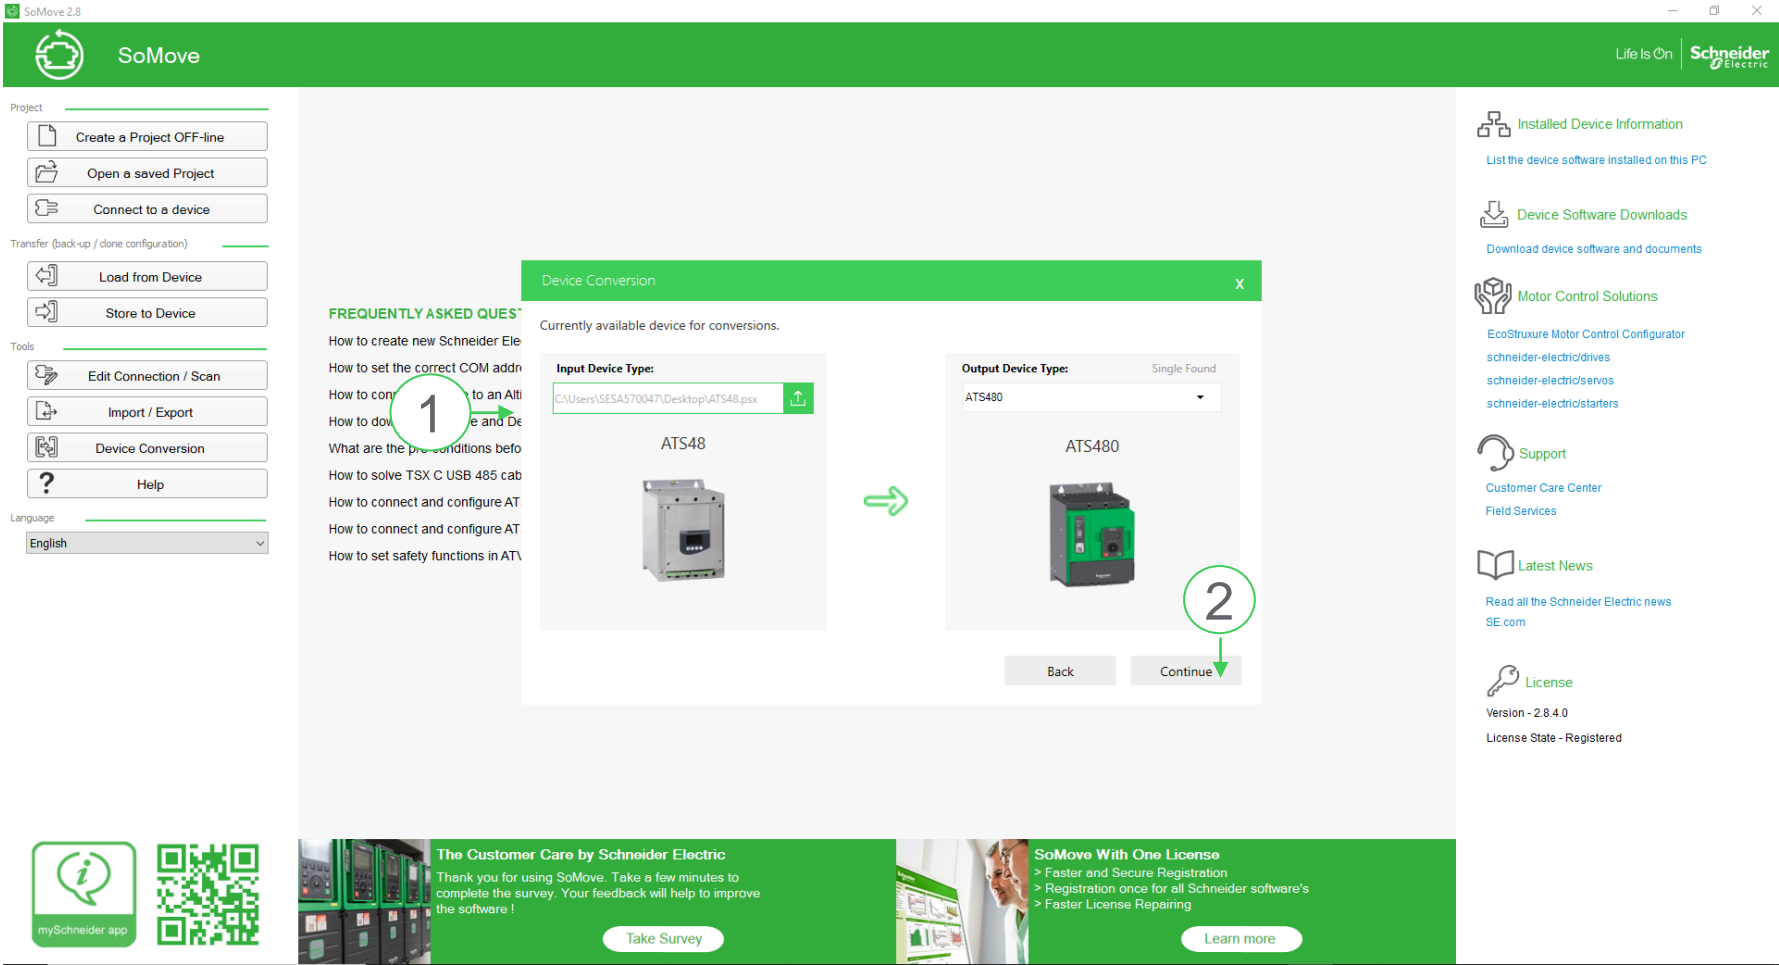 SoMove 2.8
SoMove
Life Is On
Schneider
Electric
Project
Create a Project OFF-line
Open a saved Project
Connect to a device
Transfer (back-up / clone configuration)
Load from Device
Store to Device
Tools
Edit Connection / Scan
Import / Export
Device Conversion
Help
Language
English
mySchneider app
FREQUENTLY ASKED QUEST
How to create new Schneider Ele
How to set the correct COM addre
How to to an Alti
How to and De
What are the bef
How to solve TSX C USB 485 cab
How to connect and configure AT
How to connect and configure AT
How to set safety functions in ATV
1
Device Conversion
x
Currently available device for conversions.
Input Device Type:
C:\Users\SESA570047\Desktop\ATS48.psx
ATS48
Output Device Type:
Single Found
ATS480
ATS480
2
Back
Continue
Installed Device Information
List the device software installed on this PC
Device Software Downloads
Download device software and documents
Motor Control Solutions
EcoStruxure Motor Control Configurator
schneider-electric/drives
schneider-electric/servos
schneider-electric/starters
Support
Customer Care Center
Field Services
Latest News
Read all the Schneider Electric news
SE.com
License
Version - 2.8.4.0
License State - Registered
The Customer Care by Schneider Electric
Thank you for using SoMove. Take a few minutes to
complete the survey. Your feedback will help to improve
the software !
Take Survey
SoMove With One License
> Faster and Secure Registration
> Registration once for all Schneider software's
> Faster License Repairing
Learn more